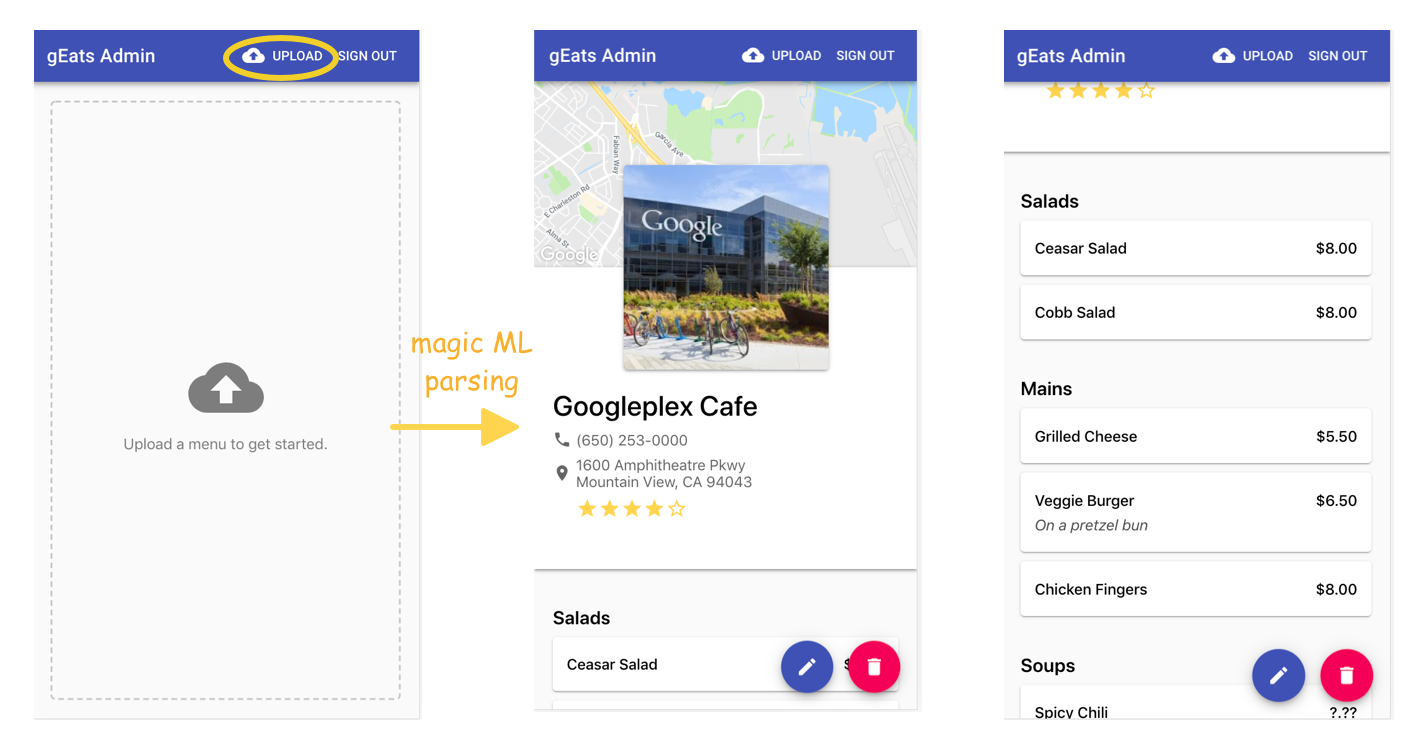 gEats Admin
UPLOAD
SIGN OUT
Upload a menu to get started.
magic ML
parsing
gEats Admin
UPLOAD
SIGN OUT
Garcia Ave
Fabian Way
E Charleston Rd
Alma St
Google
Google
Googleplex Cafe
(650) 253-0000
1600 Amphitheatre Pkwy
Mountain View, CA 94043
Salads
Ceasar Salad
gEats Admin
UPLOAD
SIGN OUT
Salads
Ceasar Salad $8.00
Cobb Salad $8.00
Mains
Grilled Cheese $5.50
Veggie Burger $6.50
On a pretzel bun
Chicken Fingers $8.00
Soups
Spicy Chili ?.??